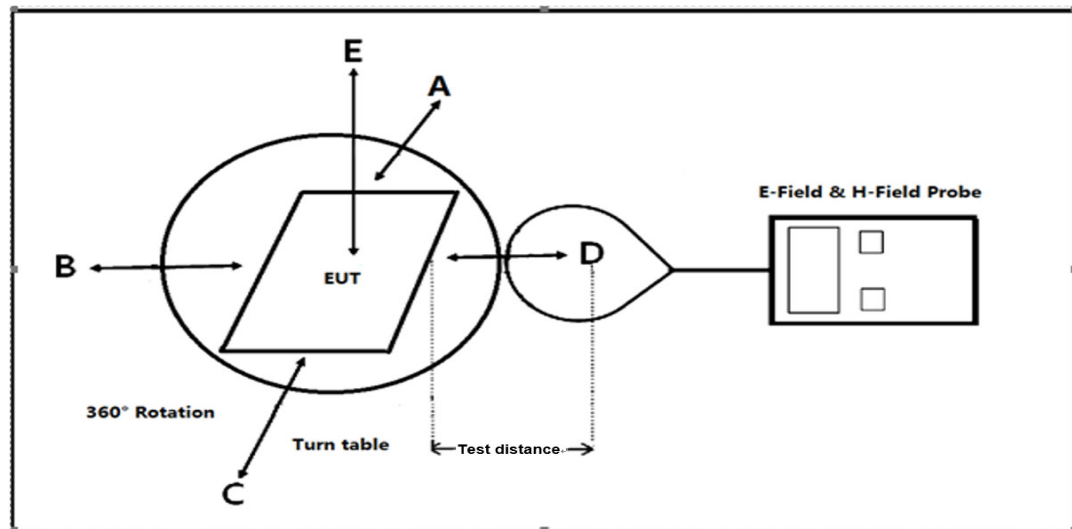 E
A
E-Field & H-Field Probe
B
D
EUT
360° Rotation
Turn table
Test distance
C